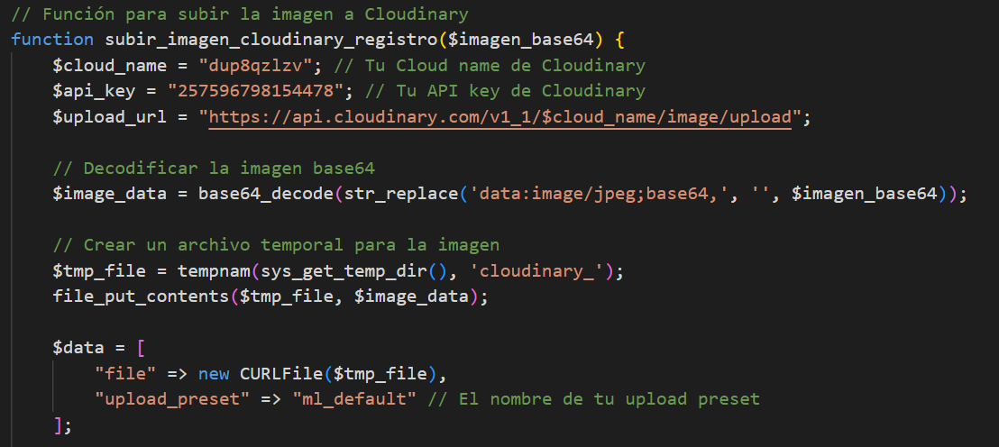 // Función para subir la imagen a Cloudinary
function subir_imagen_cloudinary_registro($imagen_base64) {
$cloud_name = "dup8qzlzv"; // Tu Cloud name de Cloudinary
$api_key = "257596798154478"; // Tu API key de Cloudinary
$upload_url = "https://api.cloudinary.com/v1_1/$cloud_name/image/upload";
// Decodificar la imagen base64
$image_data = base64_decode(str_replace('data:image/jpeg;base64,', '', $imagen_base64));
// Crear un archivo temporal para la imagen
$tmp_file = tempnam(sys_get_temp_dir(), 'cloudinary_');
file_put_contents($tmp_file, $image_data);
$data = [
"file" => new CURLFile($tmp_file),
"upload_preset" => "ml_default" // El nombre de tu upload preset
];